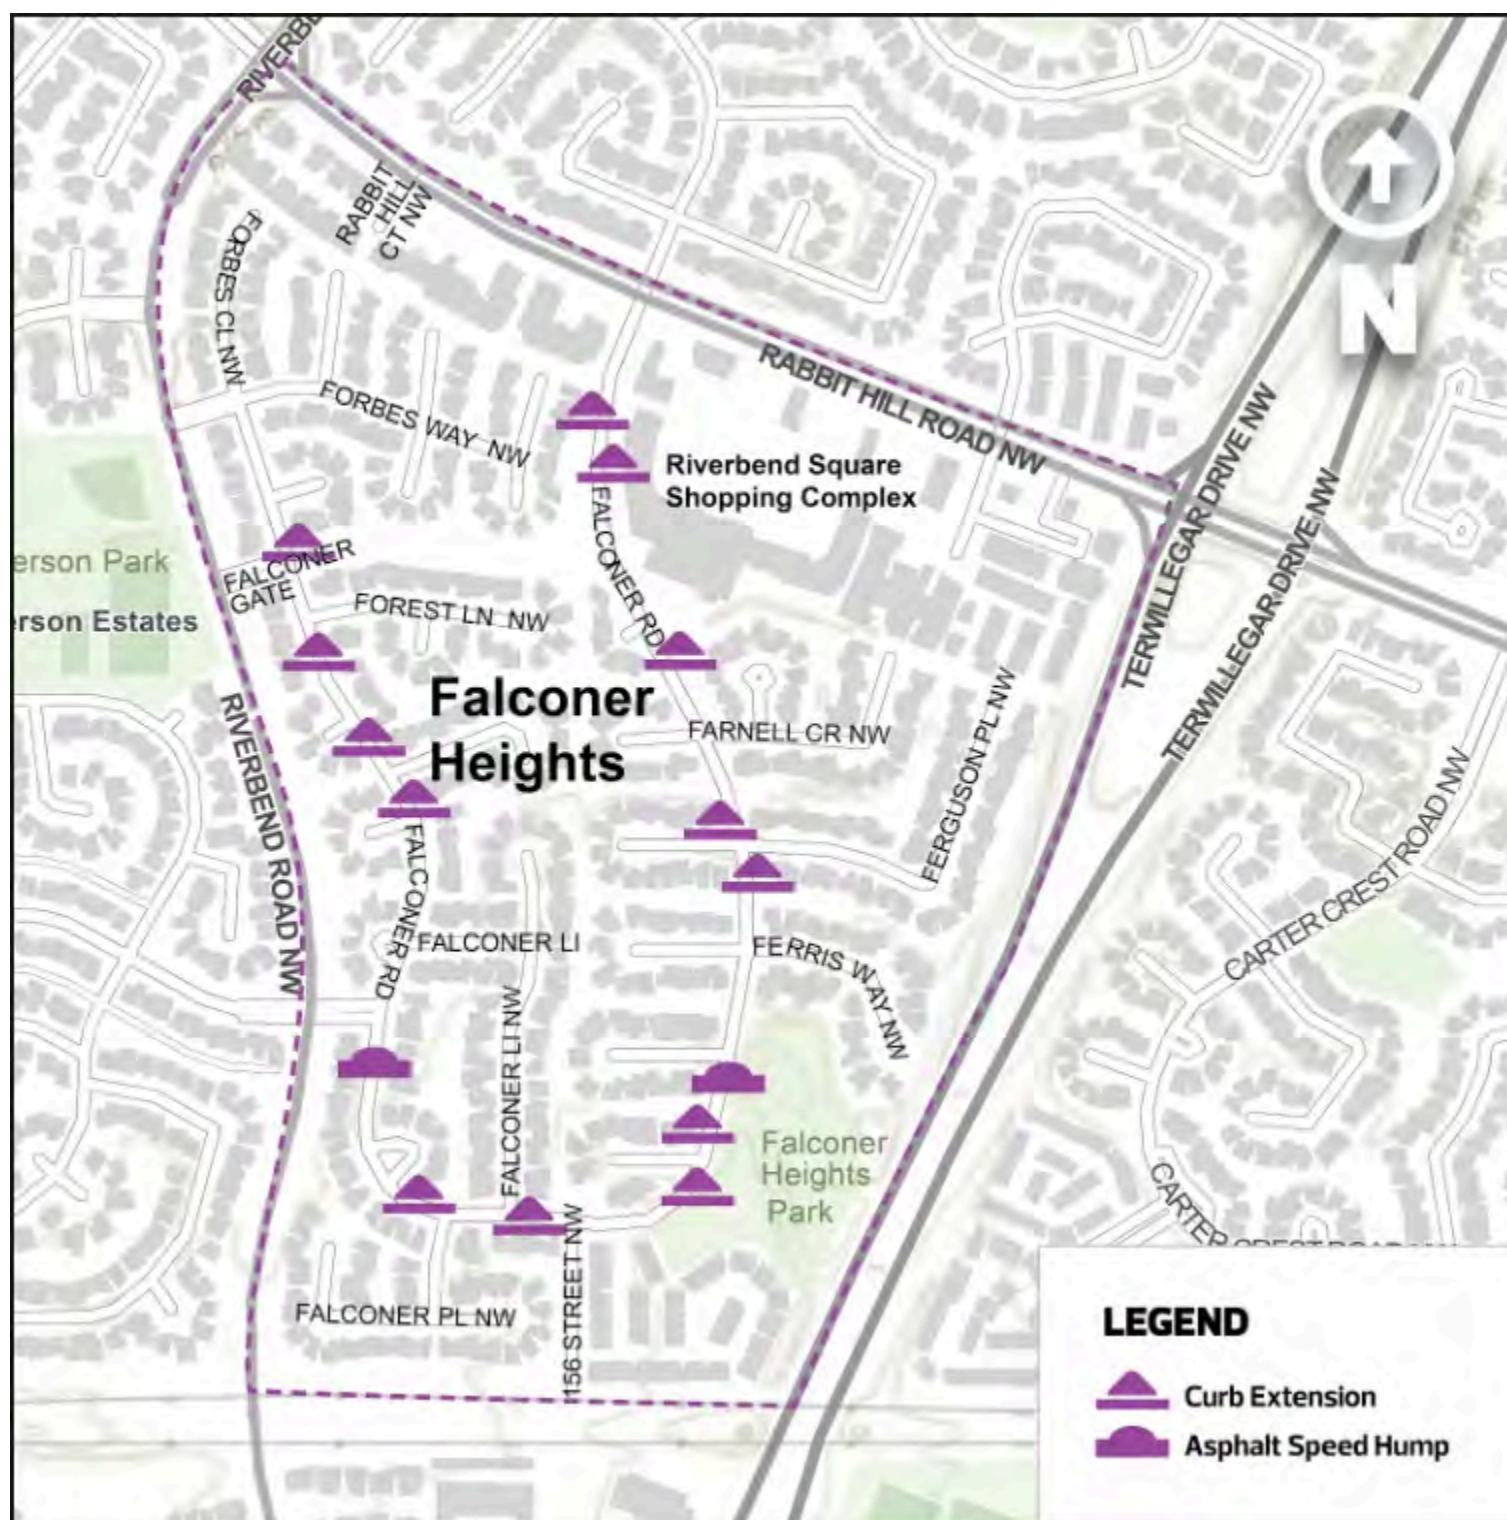 RIVERBE
RABBIT
HILL
CT NW
FORBES CL NW
N
RABBIT HILL ROAD NW
FORBES WAY NW
Riverbend Square
Shopping Complex
TERWILLEGAR DRIVE NW
TERWILLEGAR DRIVE NW
FALCONER RD
erson Park
FALCONER
GATE
erson Estates
FOREST LN NW
Falconer
Heights
RIVERBEND ROAD NW
FARNELL CR NW
FERGUSON PL NW
CARTER CREST ROAD NW
FALCONER RD
FALCONER LI
FERRIS WAY NW
FALCONER LI NW
Falconer
Heights
Park
156 STREET NW
FALCONER PL NW
CARTER CREST ROAD NW
LEGEND
Curb Extension
Asphalt Speed Hump